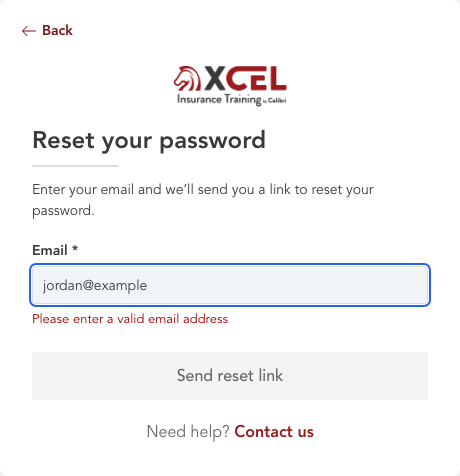 ← Back
XCEL
Insurance Training by Colibri
Reset your password
Enter your email and we’ll send you a link to reset your
password.
Email *
jordan@example
Please enter a valid email address
Send reset link
Need help? Contact us